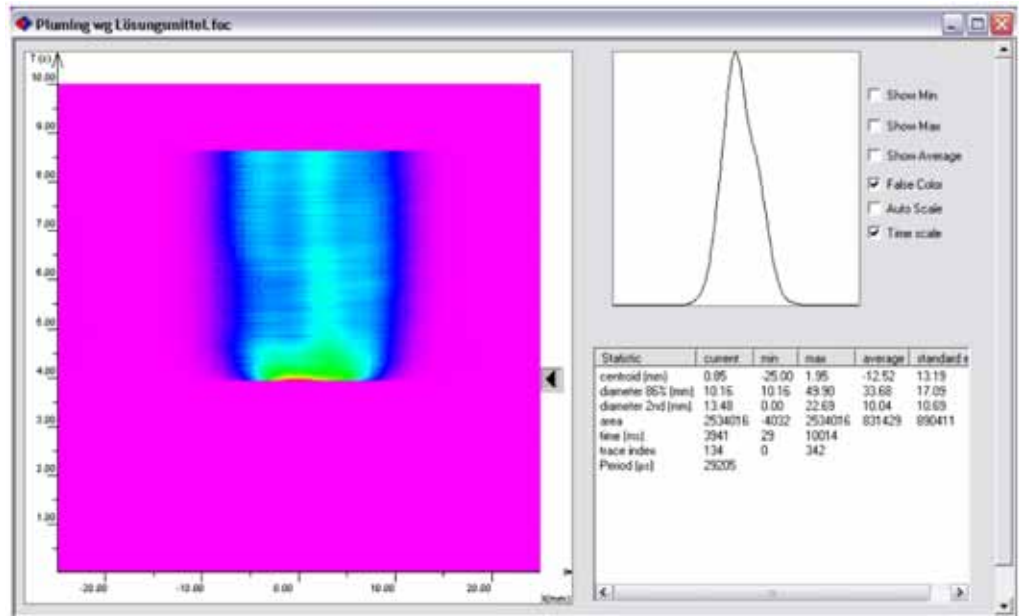 Pluming wg Lösungsmittel.foc
T (s)
10.00
9.00
8.00
7.00
6.00
5.00
4.00
3.00
2.00
1.00
-20.00
-10.00
0.00
10.00
20.00
X(mm)
Show Min
Show Max
Show Average
False Color
Auto Scale
Time scale
Statistic current min max average standard e
centroid (mm) 0.85 -25.00 1.95 -12.52 13.19
diameter 86% (mm) 10.16 10.16 49.90 33.68 17.09
diameter 2nd (mm) 13.48 0.00 22.69 10.04 10.69
area 2534016 -4032 2534016 831429 890411
time (ms) 3941 29 10014
trace index 134 0 342
Period (µs) 29205